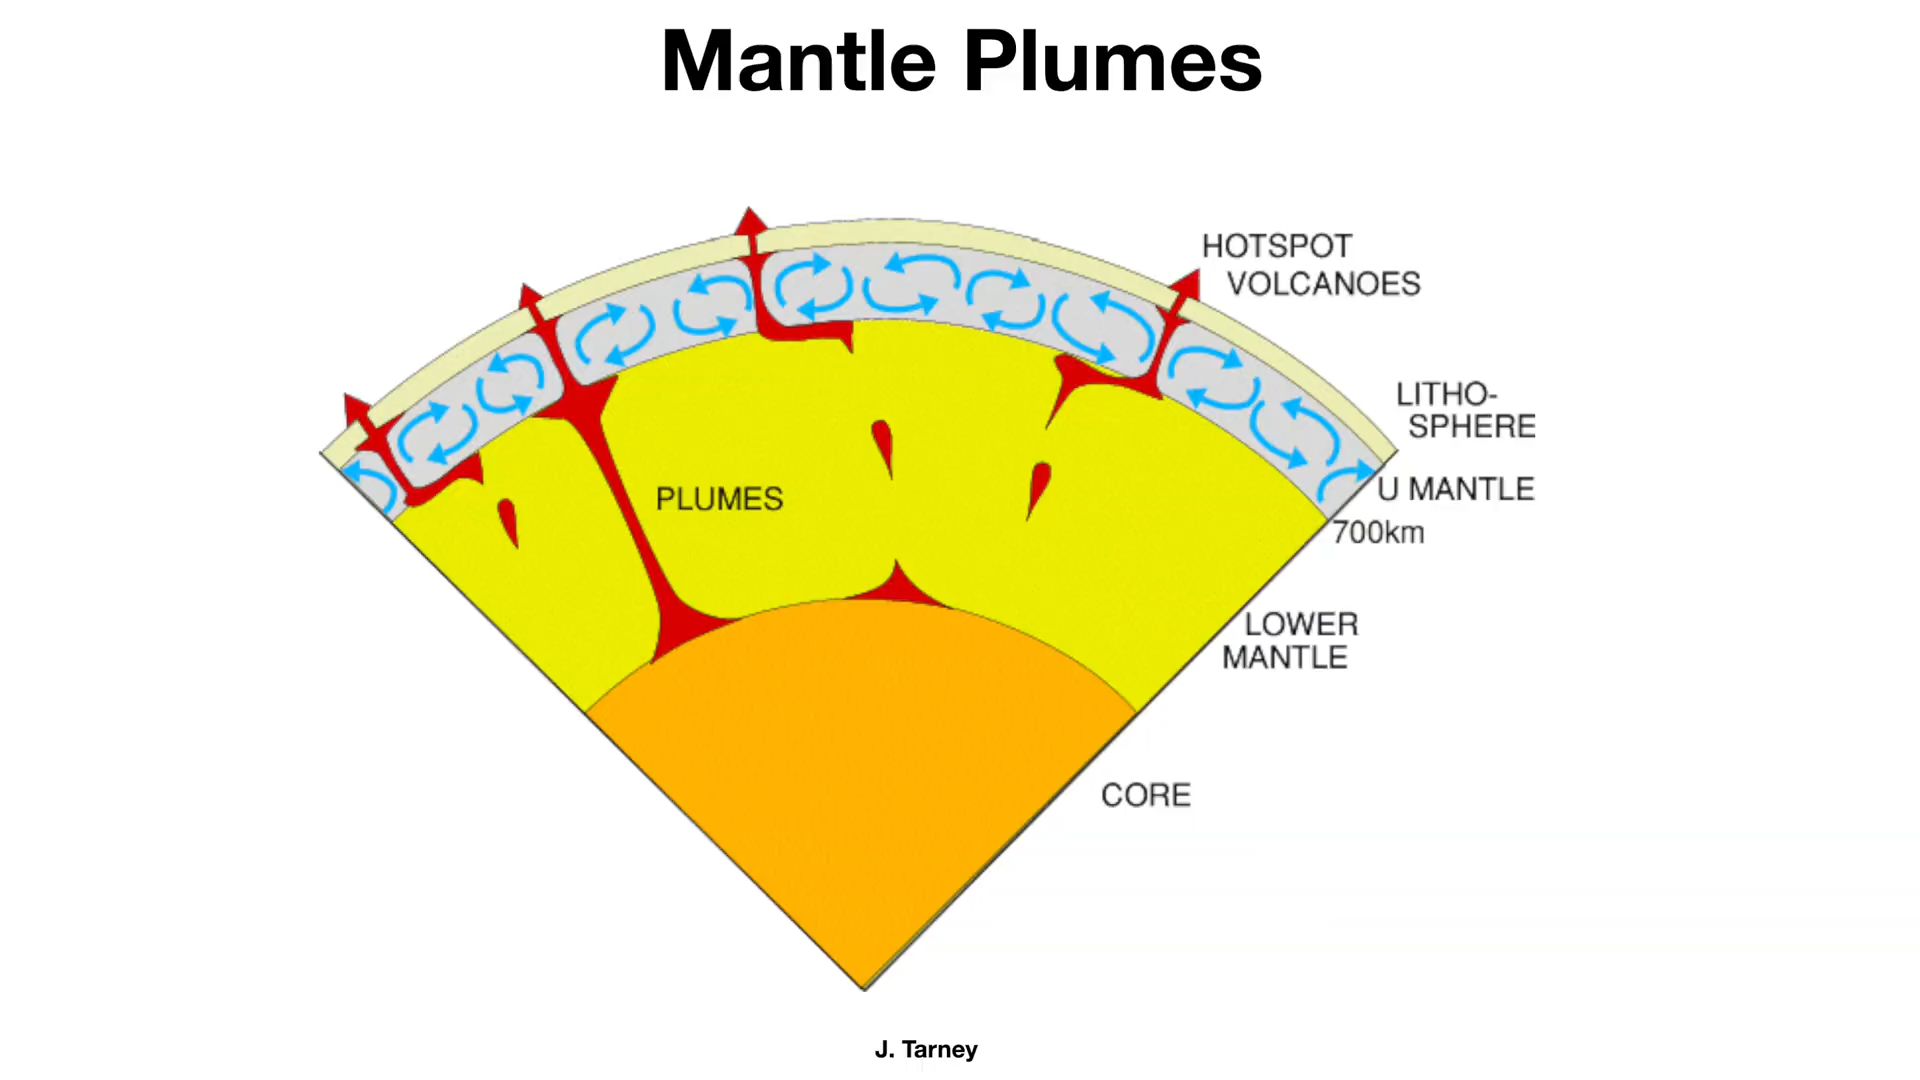 Mantle Plumes
HOTSPOT
VOLCANOES
LITHO-
SPHERE
PLUMES
U MANTLE
700km
LOWER
MANTLE
CORE
J. Tarney